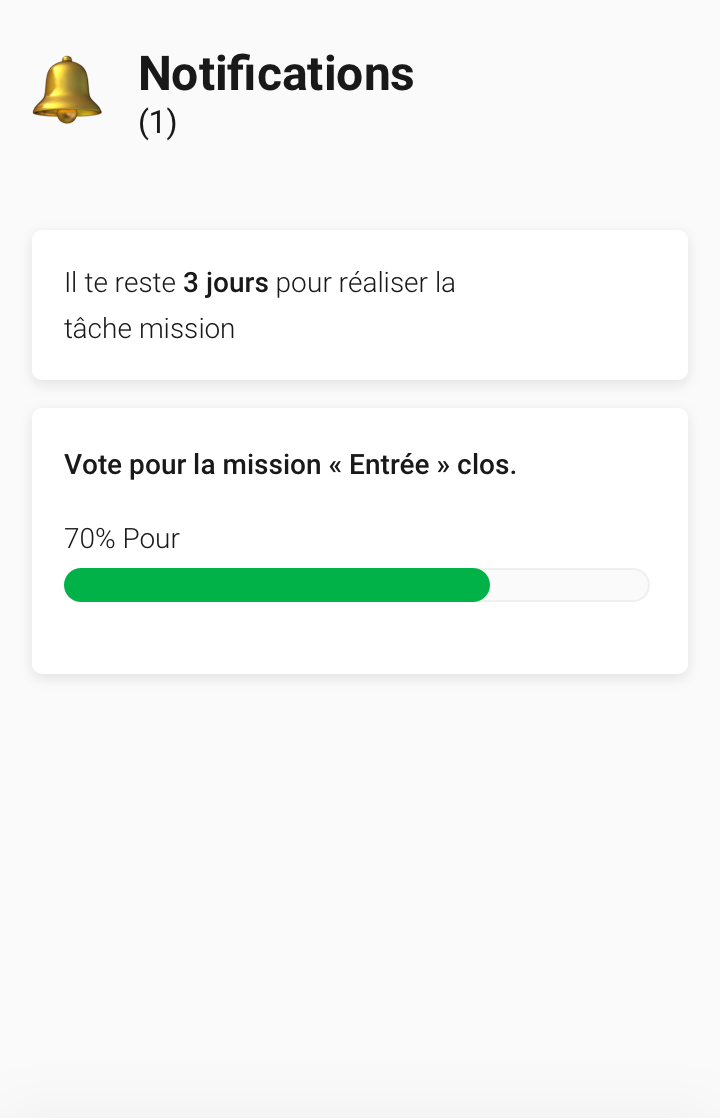 Notifications
(1)
Il te reste 3 jours pour réaliser la
tâche mission
Vote pour la mission « Entrée » clos.
70% Pour